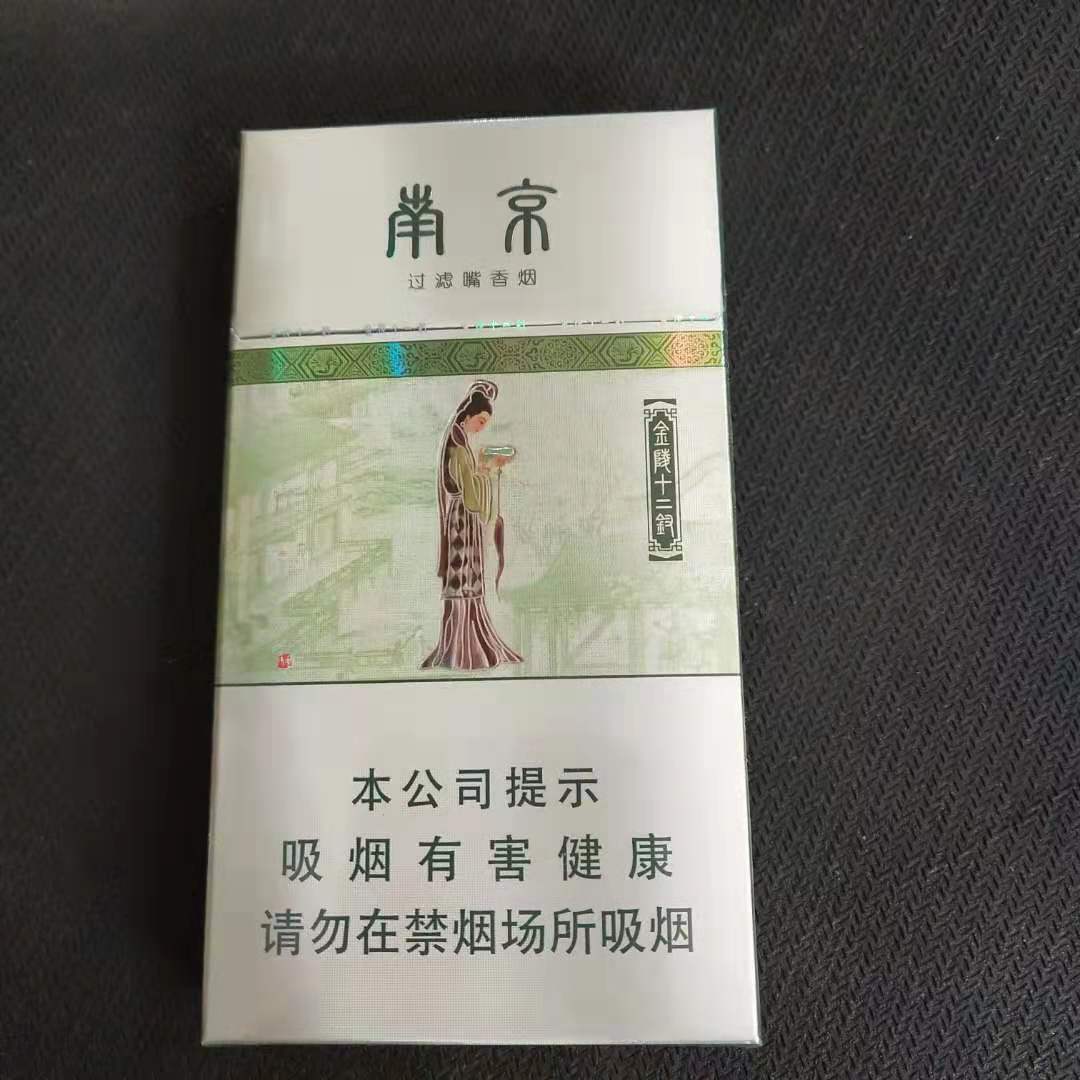 南京
过滤嘴香烟
金陵十二钗
本公司提示
吸烟有害健康
请勿在禁烟场所吸烟